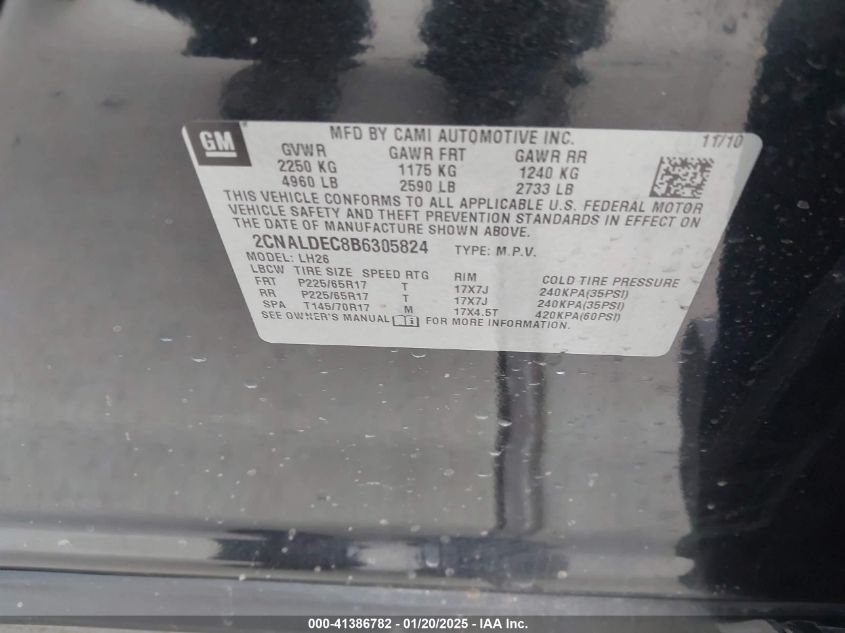 GM
MFD BY CAMI AUTOMOTIVE INC. 11/10
GVWR GAWR FRT GAWR RR
2250 KG 1175 KG 1240 KG
4960 LB 2590 LB 2733 LB
THIS VEHICLE CONFORMS TO ALL APPLICABLE U.S. FEDERAL MOTOR
VEHICLE SAFETY AND THEFT PREVENTION STANDARDS IN EFFECT ON
THE DATE OF MANUFACTURE SHOWN ABOVE.
2CNALDEC8B6305824 TYPE: M.P.V.
MODEL: LH26
LBCW TIRE SIZE SPEED RTG RIM COLD TIRE PRESSURE
FRT P225/65R17 T 17X7J 240KPA(35PSI)
RR P225/65R17 T 17X7J 240KPA(35PSI)
SPA T145/70R17 M 17X4.5T 420KPA(60PSI)
SEE OWNER'S MANUAL FOR MORE INFORMATION.
000-41386782 — 01/20/2025 — IAA Inc.